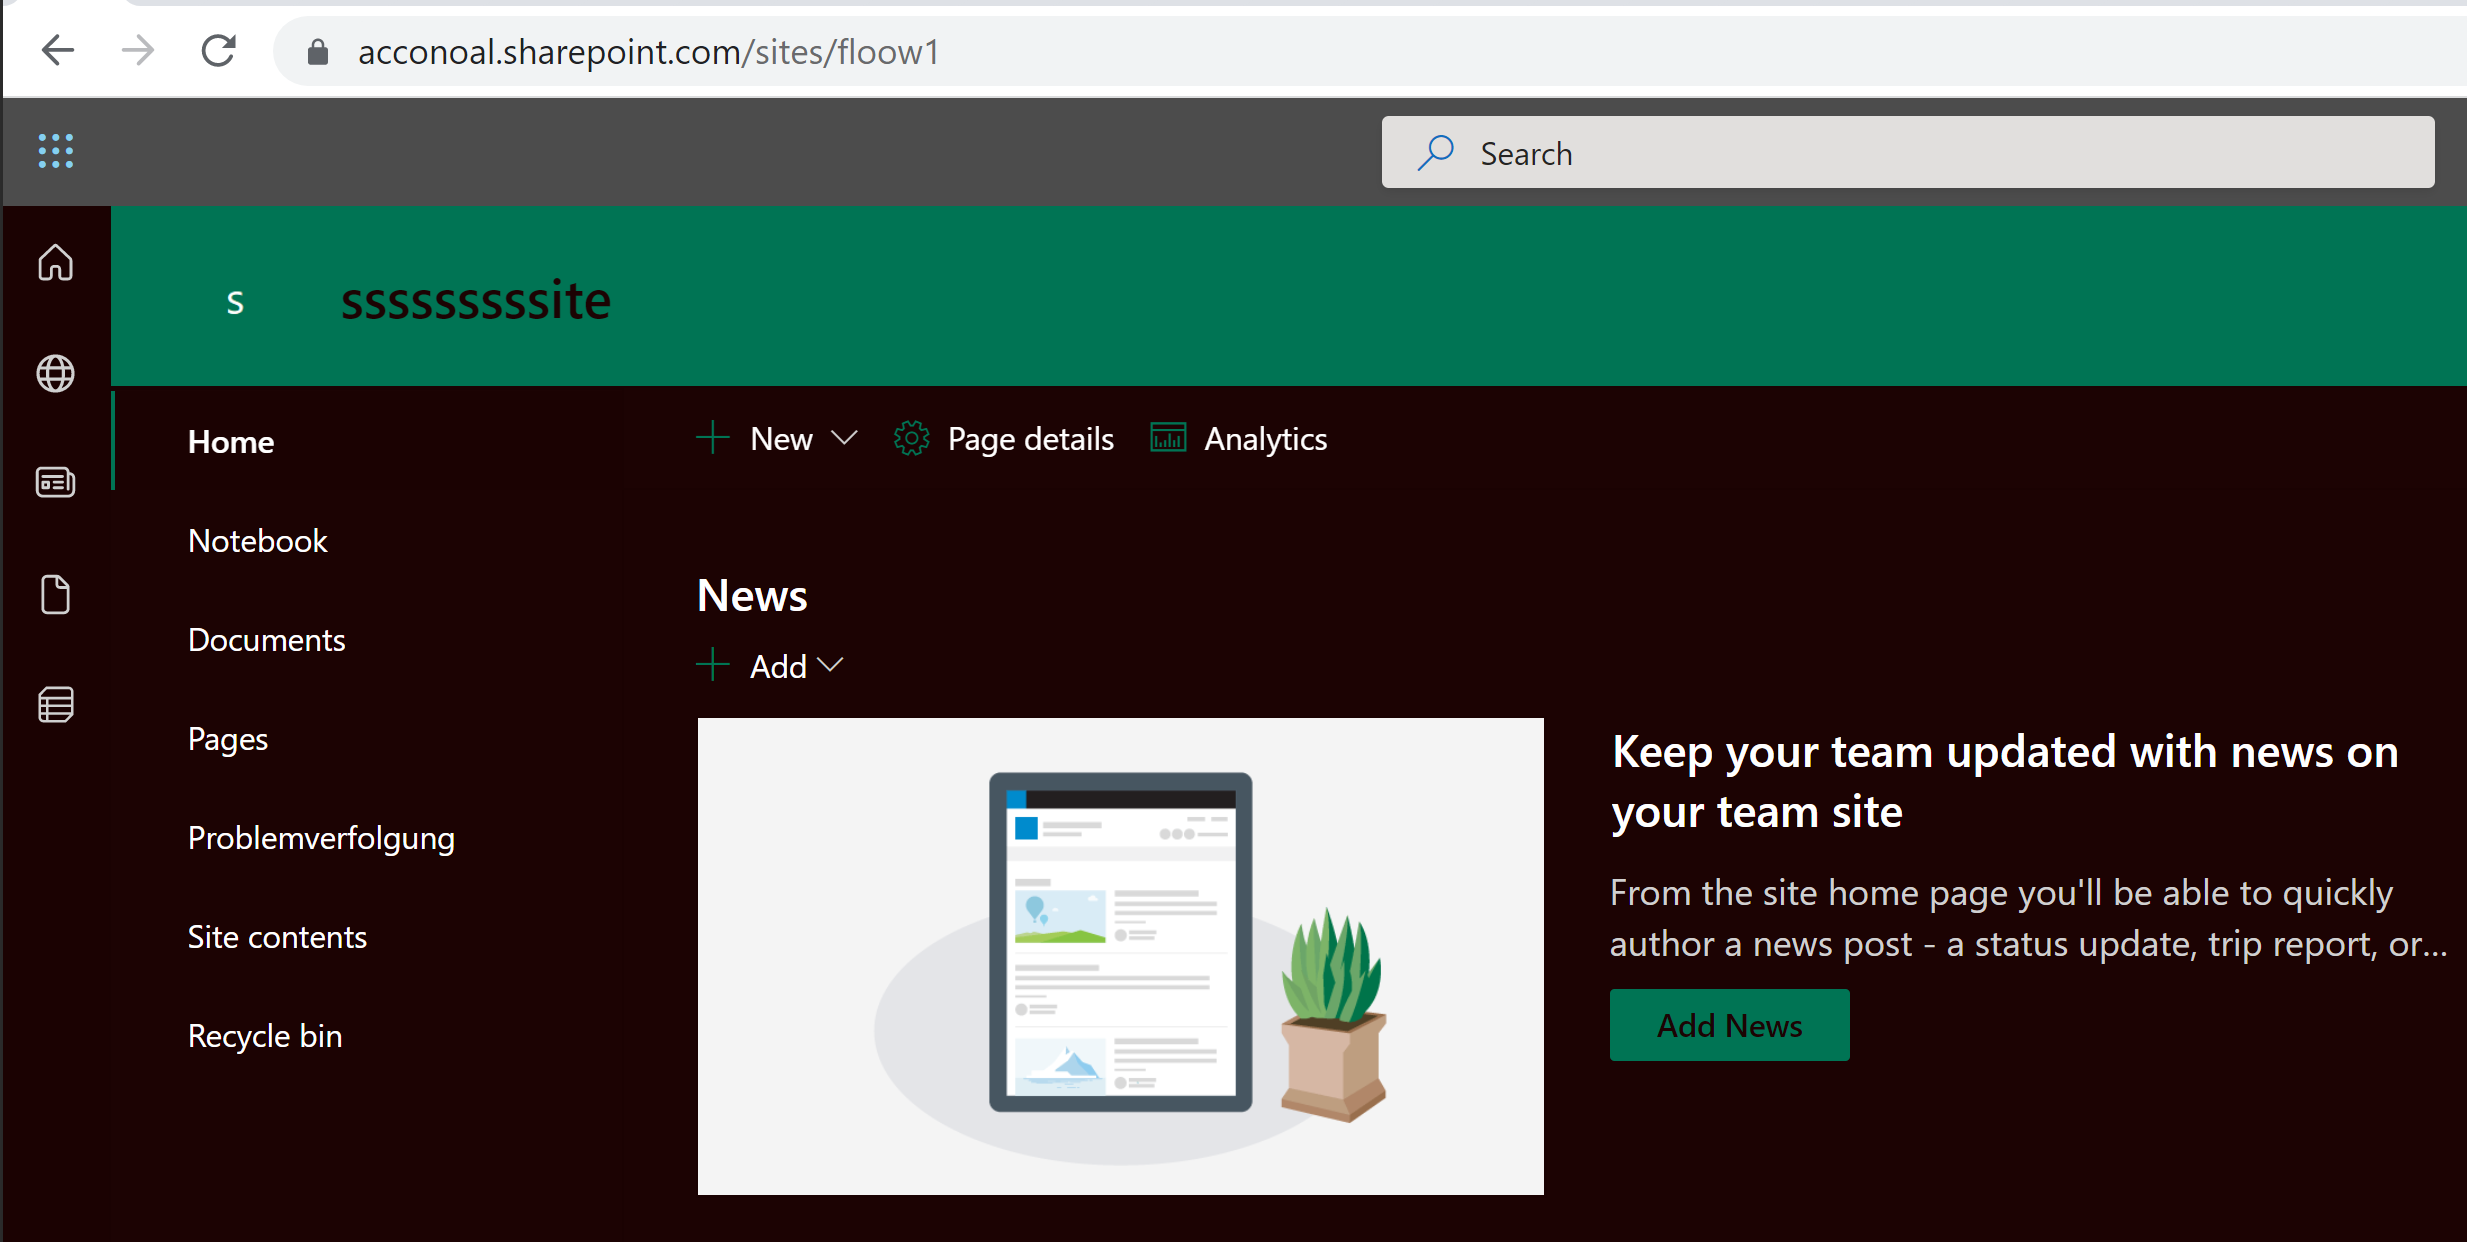 acconoal.sharepoint.com/sites/floow1
Search
s
sssssssssite
Home
Notebook
Documents
Pages
Problemverfolgung
Site contents
Recycle bin
New
Page details
Analytics
News
Add
Keep your team updated with news on
your team site
From the site home page you'll be able to quickly
author a news post - a status update, trip report, or...
Add News